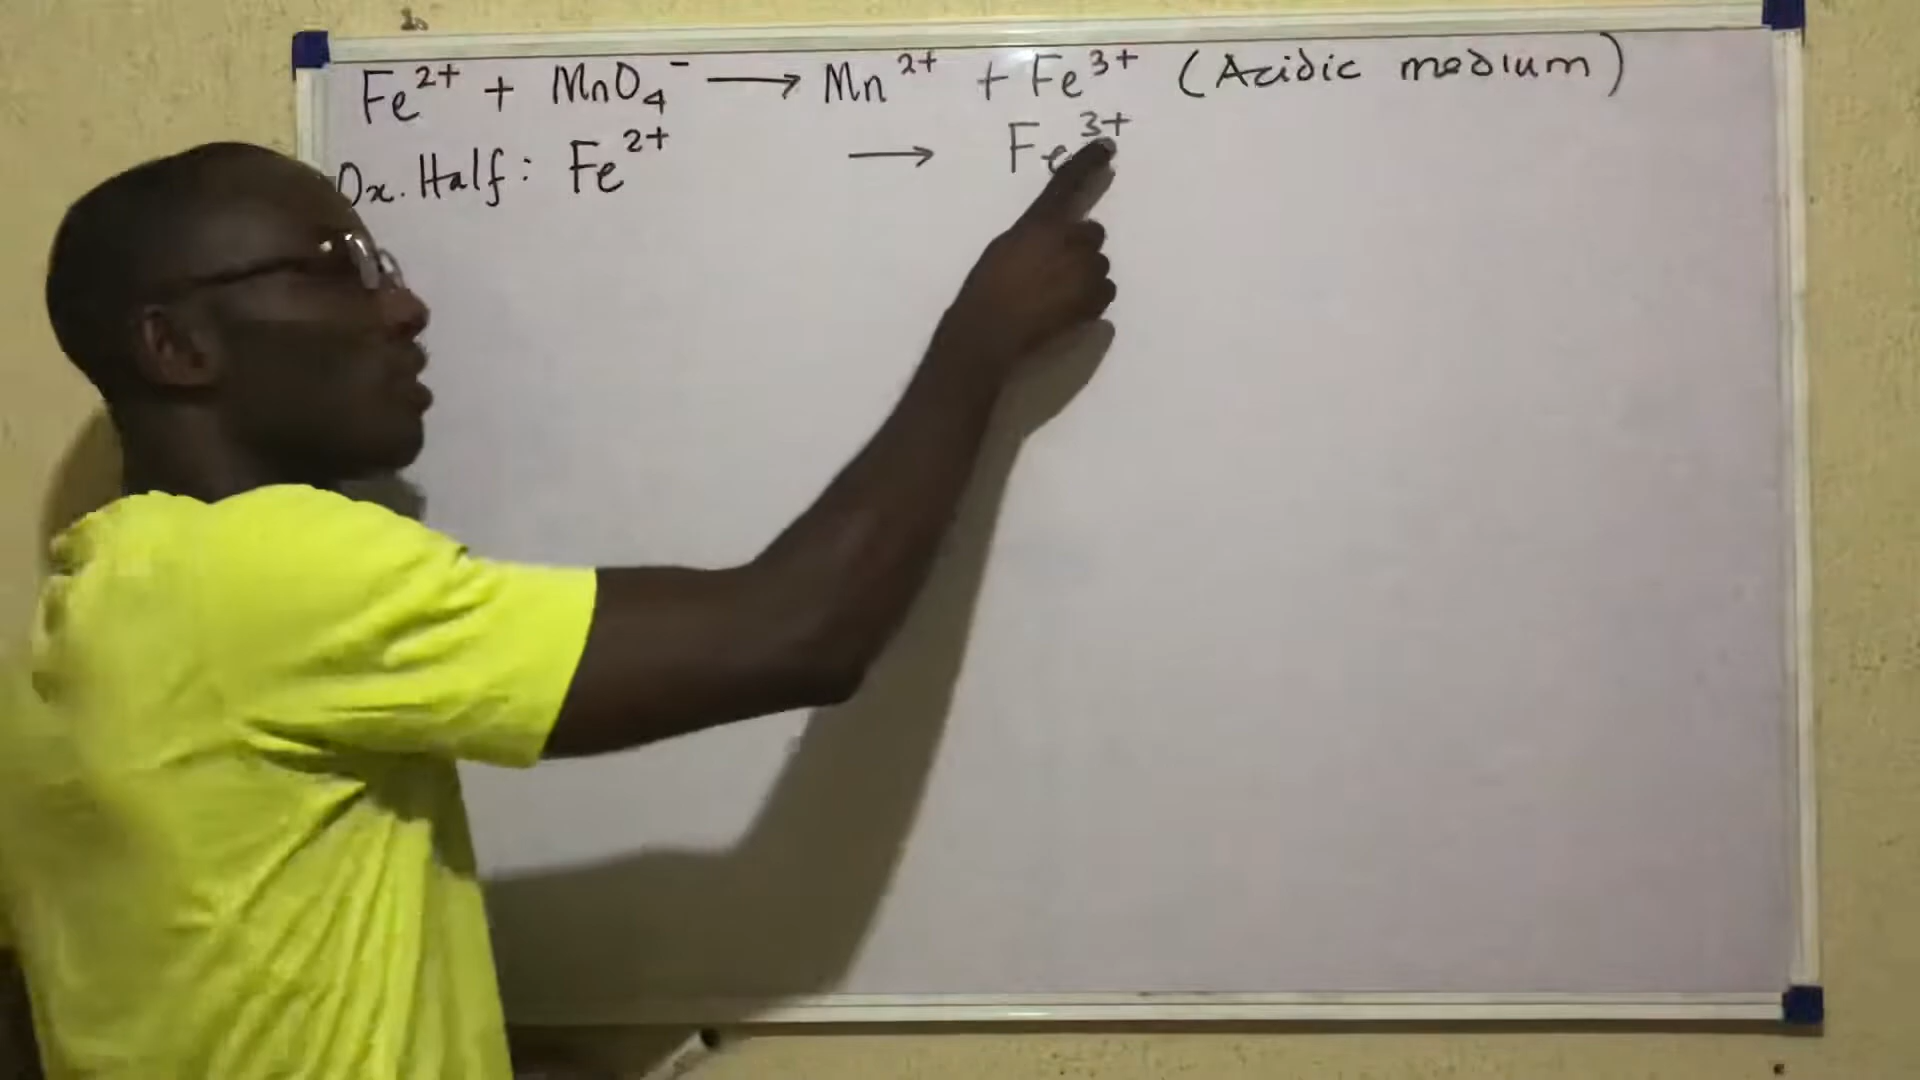 Fe²⁺ + MnO₄⁻ ⟶ Mn²⁺ + Fe³⁺ (Acidic medium)
Ox. Half: Fe²⁺ ⟶ Fe³⁺